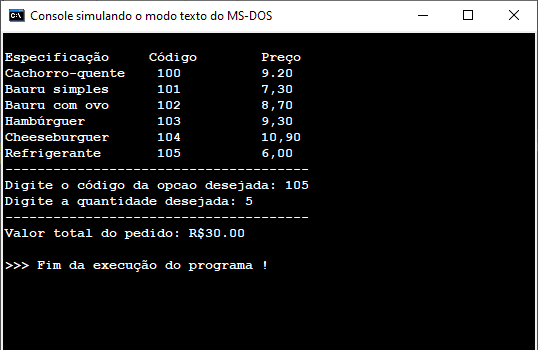 Console simulando o modo texto do MS-DOS
Especificação Código Preço
Cachorro-quente 100 9.20
Bauru simples 101 7,30
Bauru com ovo 102 8,70
Hambúrguer 103 9,30
Cheeseburguer 104 10,90
Refrigerante 105 6,00
--------------------------------------
Digite o código da opcao desejada: 105
Digite a quantidade desejada: 5
--------------------------------------
Valor total do pedido: R$30.00
>>> Fim da execução do programa !